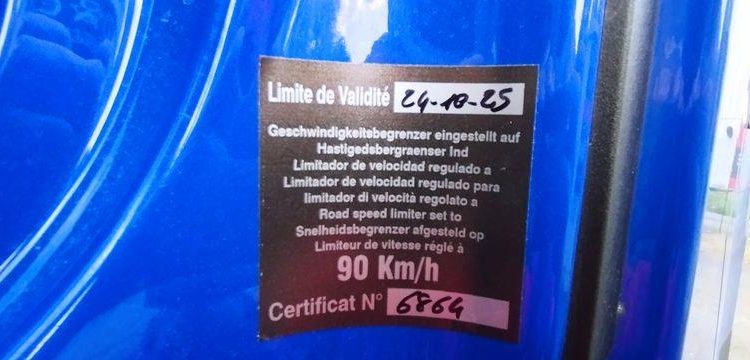 Limite de Validité 24-10-25
Geschwindigkeitsbegrenzer eingestellt auf
Hastigedsbergraenser Ind
Limitador de velocidad regulado a
Limitador de velocidad regulado para
limitador di velocità regolato a
Road speed limiter set to
Snelheidsbegrenzer afgesteld op
Limiteur de vitesse réglé à
90 Km/h
Certificat N° 6864